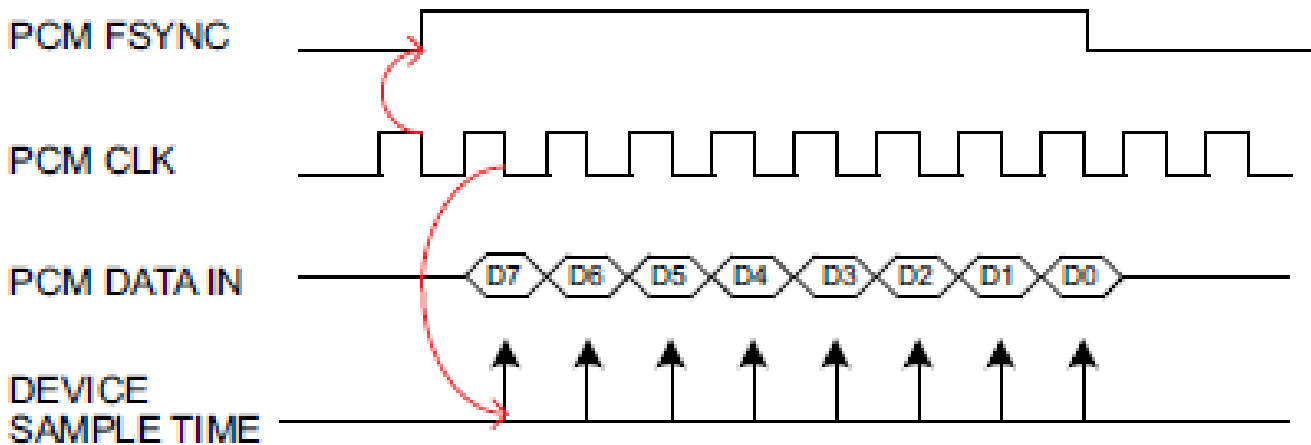 PCM FSYNC
PCM CLK
PCM DATA IN
D7 D6 D5 D4 D3 D2 D1 D0
DEVICE
SAMPLE TIME